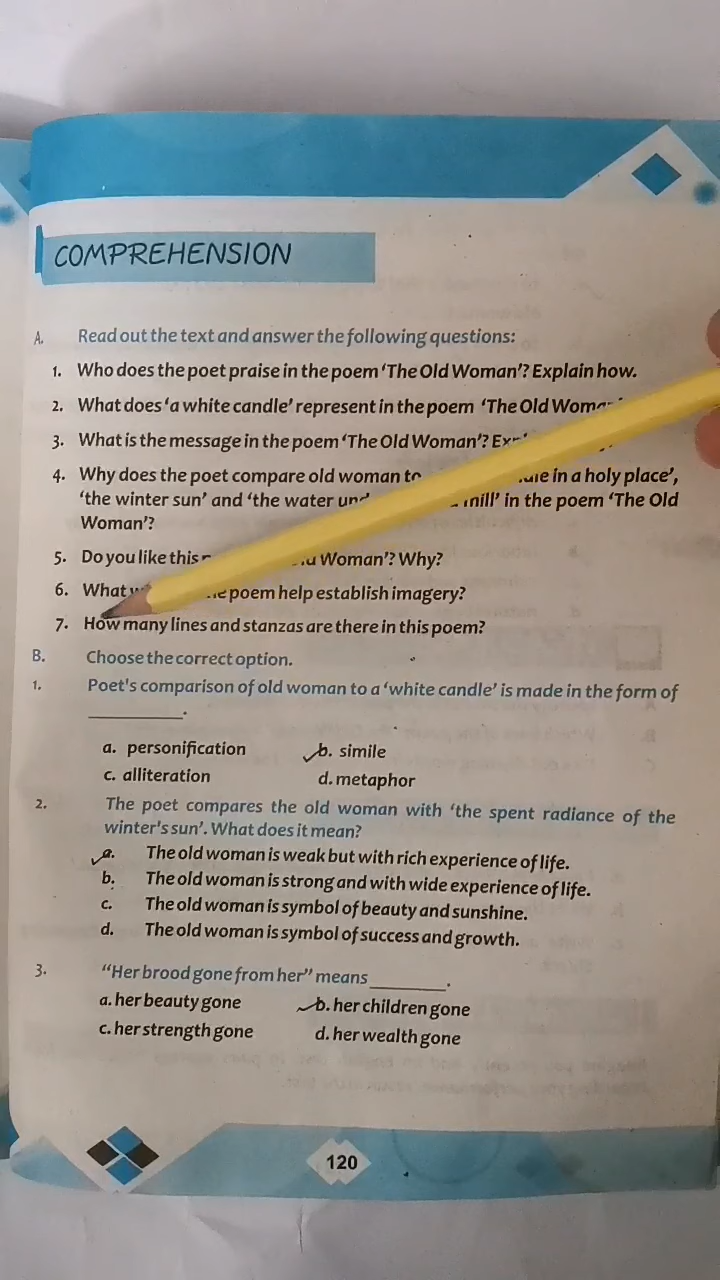 COMPREHENSION
A. Read out the text and answer the following questions:
1. Who does the poet praise in the poem ‘The Old Woman’? Explain how.
2. What does ‘a white candle’ represent in the poem ‘The Old
3. What is the message in the poem ‘The Old Woman’?
4. Why does the poet compare old woman to in a holy place’,
‘the winter sun’ and ‘the water mill’ in the poem ‘The Old
Woman’?
5. Do you like this Woman’? Why?
6. What poem help establish imagery?
7. How many lines and stanzas are there in this poem?
B. Choose the correct option.
1. Poet's comparison of old woman to a ‘white candle’ is made in the form of
__________.
a. personification b. simile
c. alliteration d. metaphor
2. The poet compares the old woman with ‘the spent radiance of the
winter's sun’. What does it mean?
a. The old woman is weak but with rich experience of life.
b. The old woman is strong and with wide experience of life.
c. The old woman is symbol of beauty and sunshine.
d. The old woman is symbol of success and growth.
3. “Her brood gone from her” means ________.
a. her beauty gone b. her children gone
c. her strength gone d. her wealth gone
120